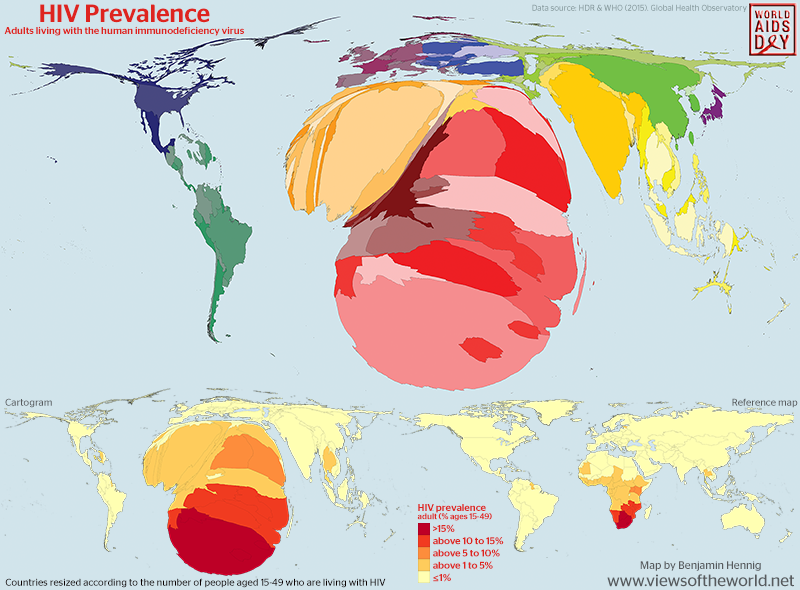 HIV Prevalence
Adults living with the human immunodeficiency virus
Data source: HDR & WHO (2015). Global Health Observatory
WORLD
AIDS
DAY
Cartogram
Reference map
HIV prevalence
adult (% ages 15-49)
>15%
above 10 to 15%
above 5 to 10%
above 1 to 5%
≤1%
Countries resized according to the number of people aged 15-49 who are living with HIV
Map by Benjamin Hennig
www.viewsoftheworld.net